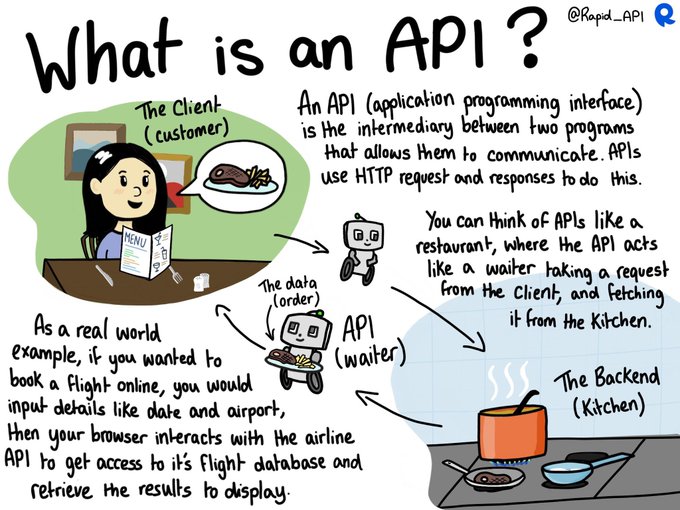 What is an API?
@Rapid_API
The Client
(customer)
MENU
An API (application programming interface)
is the intermediary between two programs
that allows them to communicate. APIs
use HTTP request and responses to do this.
You can think of APIs like a
restaurant, where the API acts
like a waiter taking a request
from the Client, and fetching
it from the Kitchen.
The data
(order)
API
(waiter)
As a real world
example, if you wanted to
book a flight online, you would
input details like date and airport,
then your browser interacts with the airline
API to get access to it's flight database and
retrieve the results to display.
The Backend
(Kitchen)